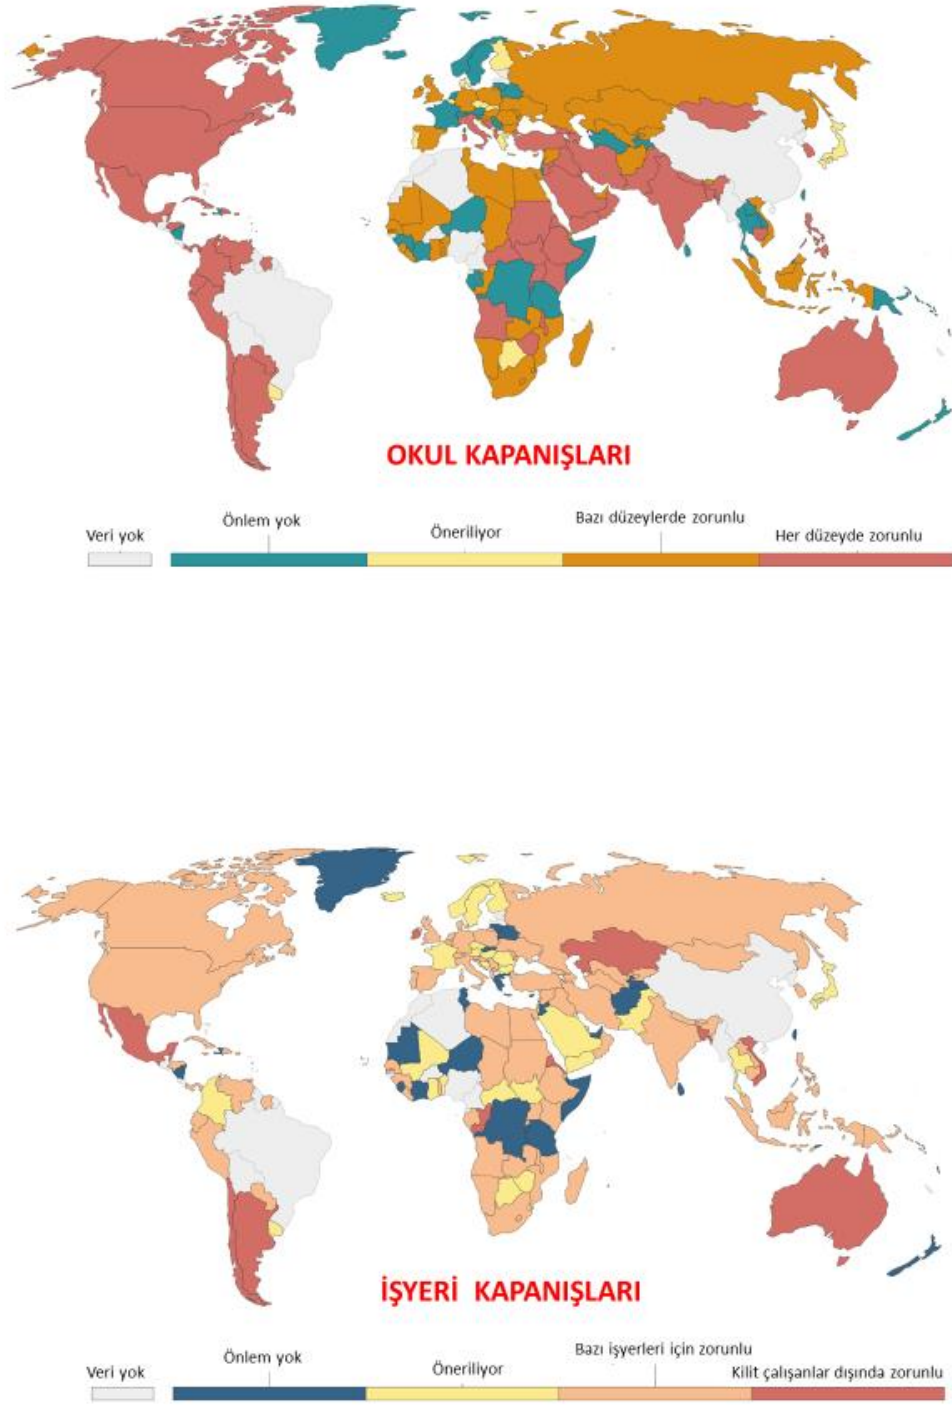 OKUL KAPANIŞLARI
Veri yok
Önlem yok
Öneriliyor
Bazı düzeylerde zorunlu
Her düzeyde zorunlu
İŞYERİ KAPANIŞLARI
Veri yok
Önlem yok
Öneriliyor
Bazı işyerleri için zorunlu
Kilit çalışanlar dışında zorunlu